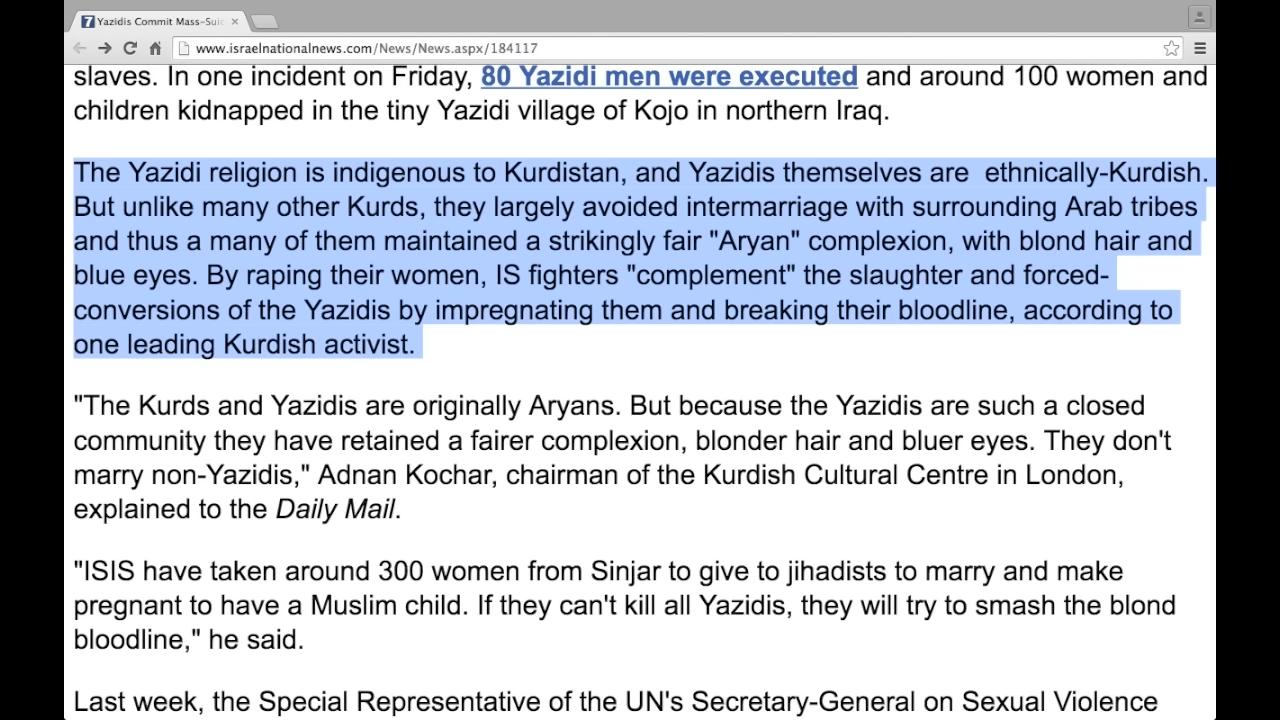 Yazidis Commit Mass-Suic
www.israelnationalnews.com/News/News.aspx/184117
slaves. In one incident on Friday, 80 Yazidi men were executed and around 100 women and
children kidnapped in the tiny Yazidi village of Kojo in northern Iraq.
The Yazidi religion is indigenous to Kurdistan, and Yazidis themselves are ethnically-Kurdish.
But unlike many other Kurds, they largely avoided intermarriage with surrounding Arab tribes
and thus a many of them maintained a strikingly fair "Aryan" complexion, with blond hair and
blue eyes. By raping their women, IS fighters "complement" the slaughter and forced-
conversions of the Yazidis by impregnating them and breaking their bloodline, according to
one leading Kurdish activist.
"The Kurds and Yazidis are originally Aryans. But because the Yazidis are such a closed
community they have retained a fairer complexion, blonder hair and bluer eyes. They don't
marry non-Yazidis," Adnan Kochar, chairman of the Kurdish Cultural Centre in London,
explained to the Daily Mail.
"ISIS have taken around 300 women from Sinjar to give to jihadists to marry and make
pregnant to have a Muslim child. If they can't kill all Yazidis, they will try to smash the blond
bloodline," he said.
Last week, the Special Representative of the UN's Secretary-General on Sexual Violence